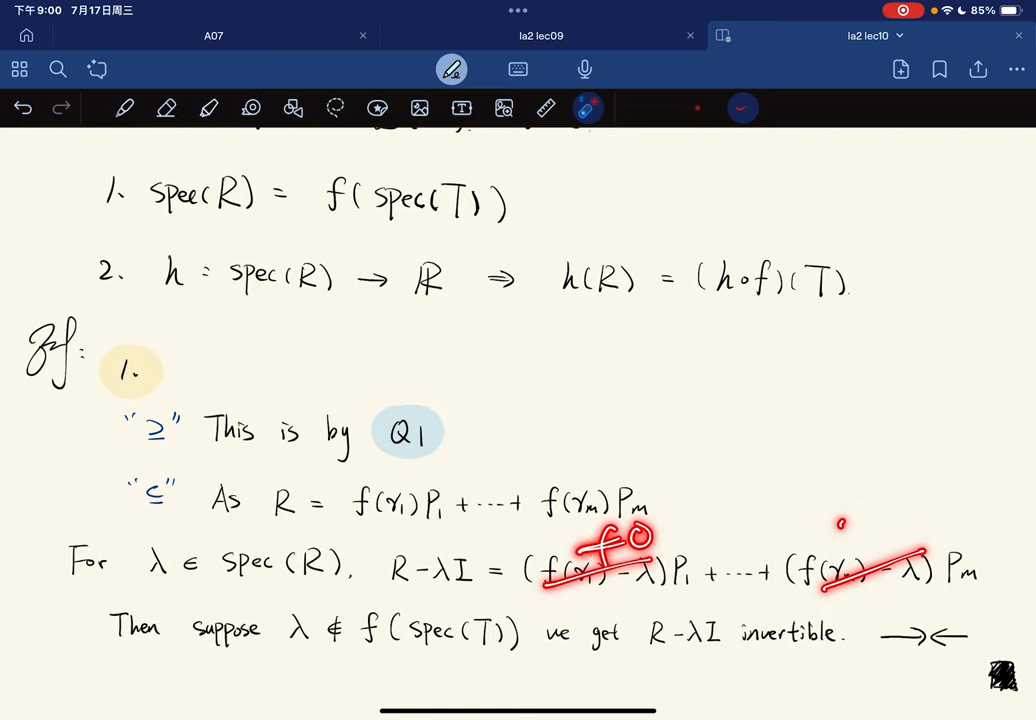 下午9:00 7月17日周三 85%
A07 la2 lec09 la2 lec10
1. spec(R) = f(spec(T))
2. h : spec(R) → ℝ ⇒ h(R) = (h∘f)(T).
Pf: 1.
"⊇" This is by Q1
"⊆" As R = f(γ₁)P₁ + ⋯ + f(γₘ)Pₘ
≠0
For λ ∈ spec(R), R-λI = (f(γ₁)-λ)P₁ + ⋯ + (f(γₘ)-λ)Pₘ
Then suppose λ ∉ f(spec(T)) we get R-λI invertible. →←